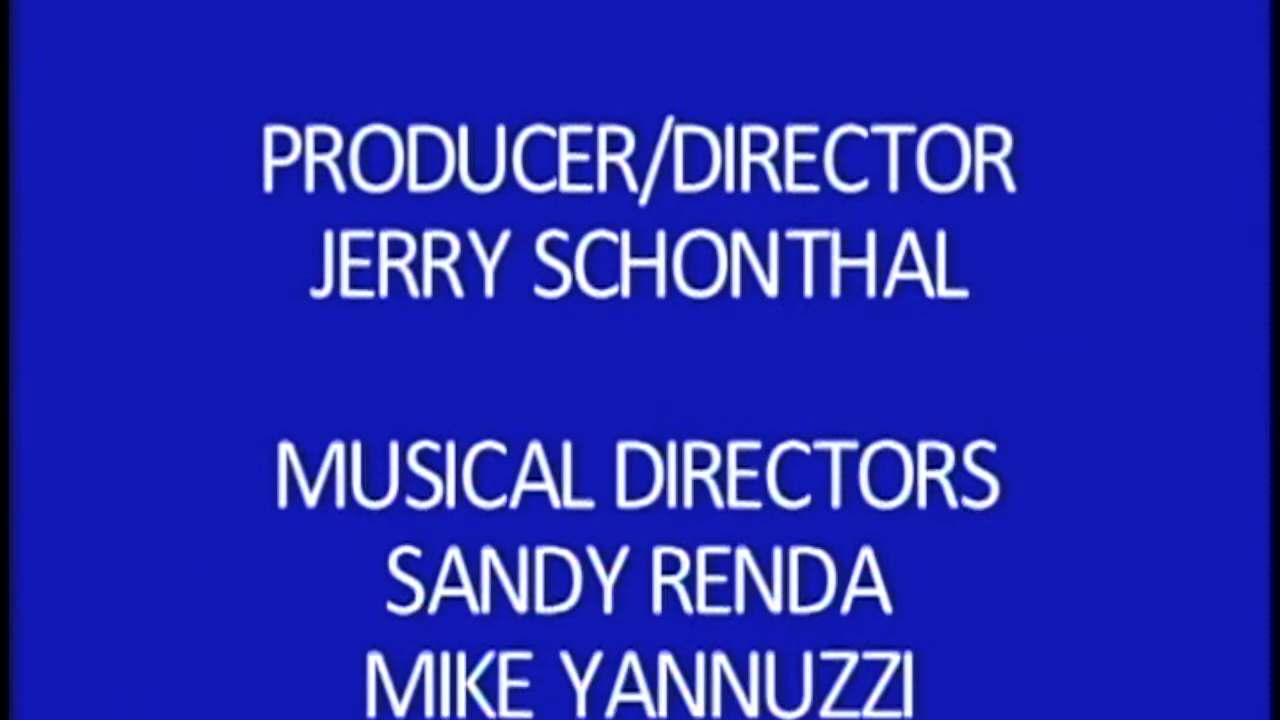 PRODUCER/DIRECTOR
JERRY SCHONTHAL
MUSICAL DIRECTORS
SANDY RENDA
MIKE YANNUZZI